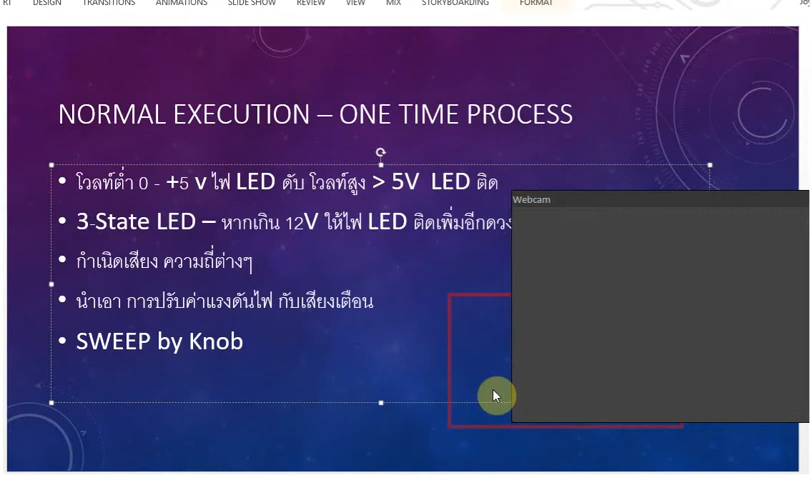 DESIGN TRANSITIONS ANIMATIONS SLIDE SHOW REVIEW VIEW MIX STORYBOARDING FORMAT
NORMAL EXECUTION – ONE TIME PROCESS
• โวลท์ต่ำ 0 - +5 v ไฟ LED ดับ โวลท์สูง > 5V LED ติด
Webcam
• 3-State LED – หากเกิน 12V ให้ไฟ LED ติดเพิ่มอีกดวง
• กำเนิดเสียง ความถี่ต่างๆ
• นำเอา การปรับค่าแรงดันไฟ กับเสียงเตือน
• SWEEP by Knob